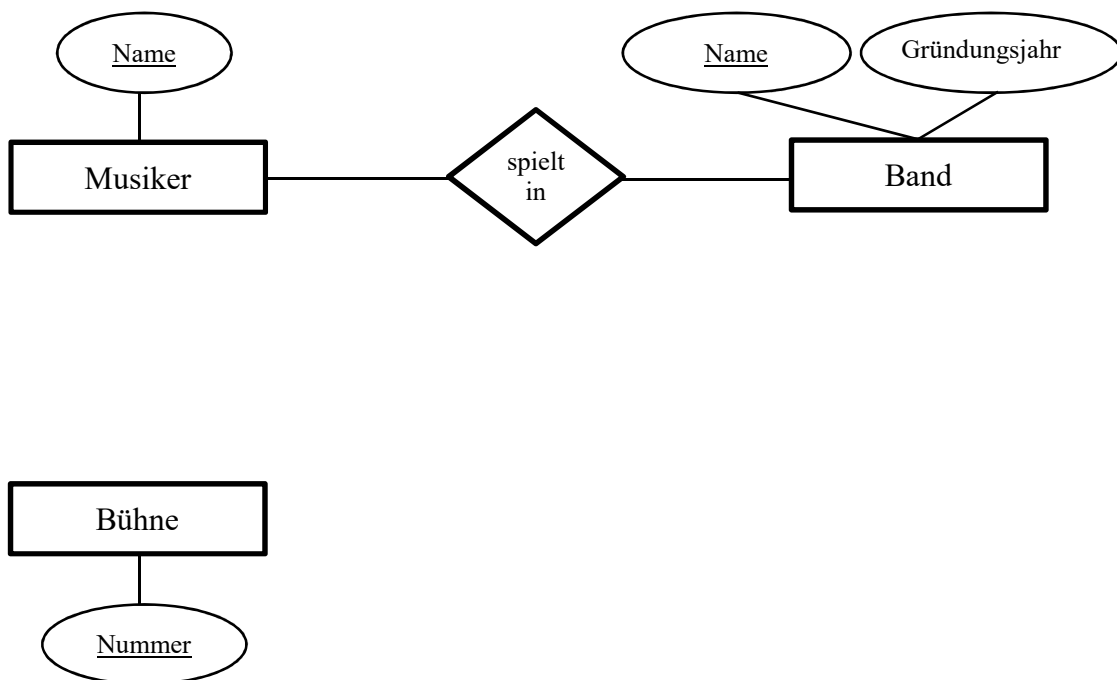 Name
Name
Gründungsjahr
Musiker
spielt
in
Band
Bühne
Nummer